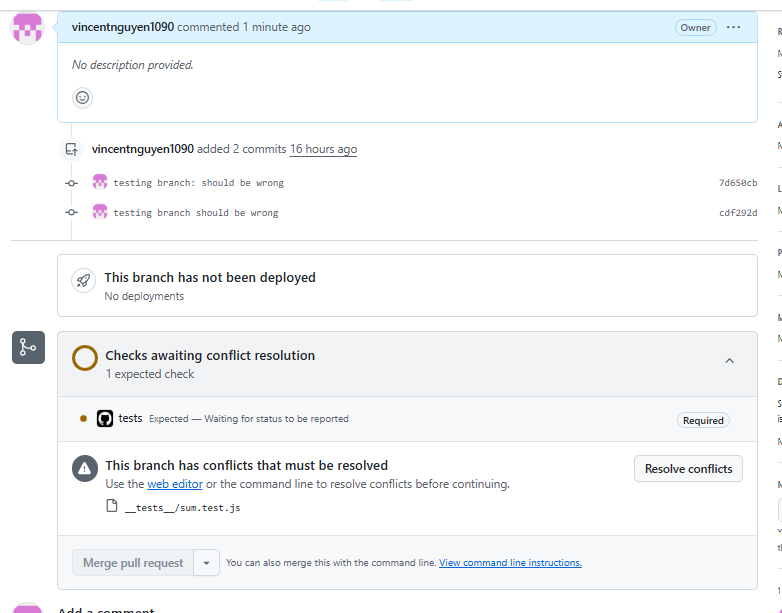 vincentnguyen1090 commented 1 minute ago Owner
No description provided.
vincentnguyen1090 added 2 commits 16 hours ago
testing branch: should be wrong 7d650cb
testing branch should be wrong cdf292d
This branch has not been deployed
No deployments
Checks awaiting conflict resolution
1 expected check
tests Expected — Waiting for status to be reported Required
This branch has conflicts that must be resolved
Use the web editor or the command line to resolve conflicts before continuing.
Resolve conflicts
__tests__/sum.test.js
Merge pull request You can also merge this with the command line. View command line instructions.
Add a comment